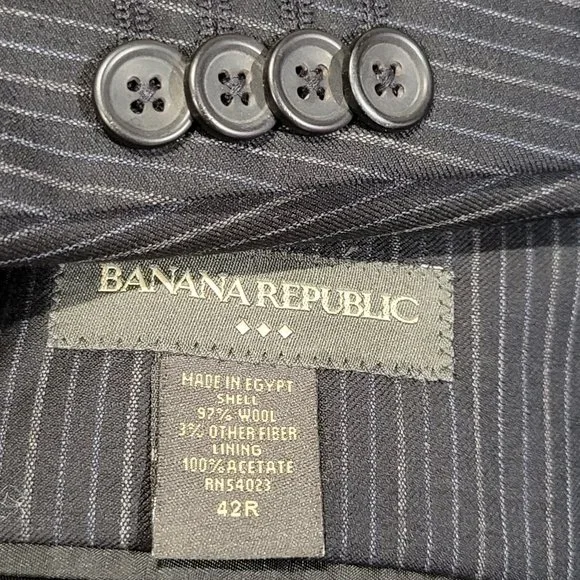 BANANA REPUBLIC
MADE IN EGYPT
SHELL
97% WOOL
3% OTHER FIBER
LINING
100% ACETATE
RN54023
42R